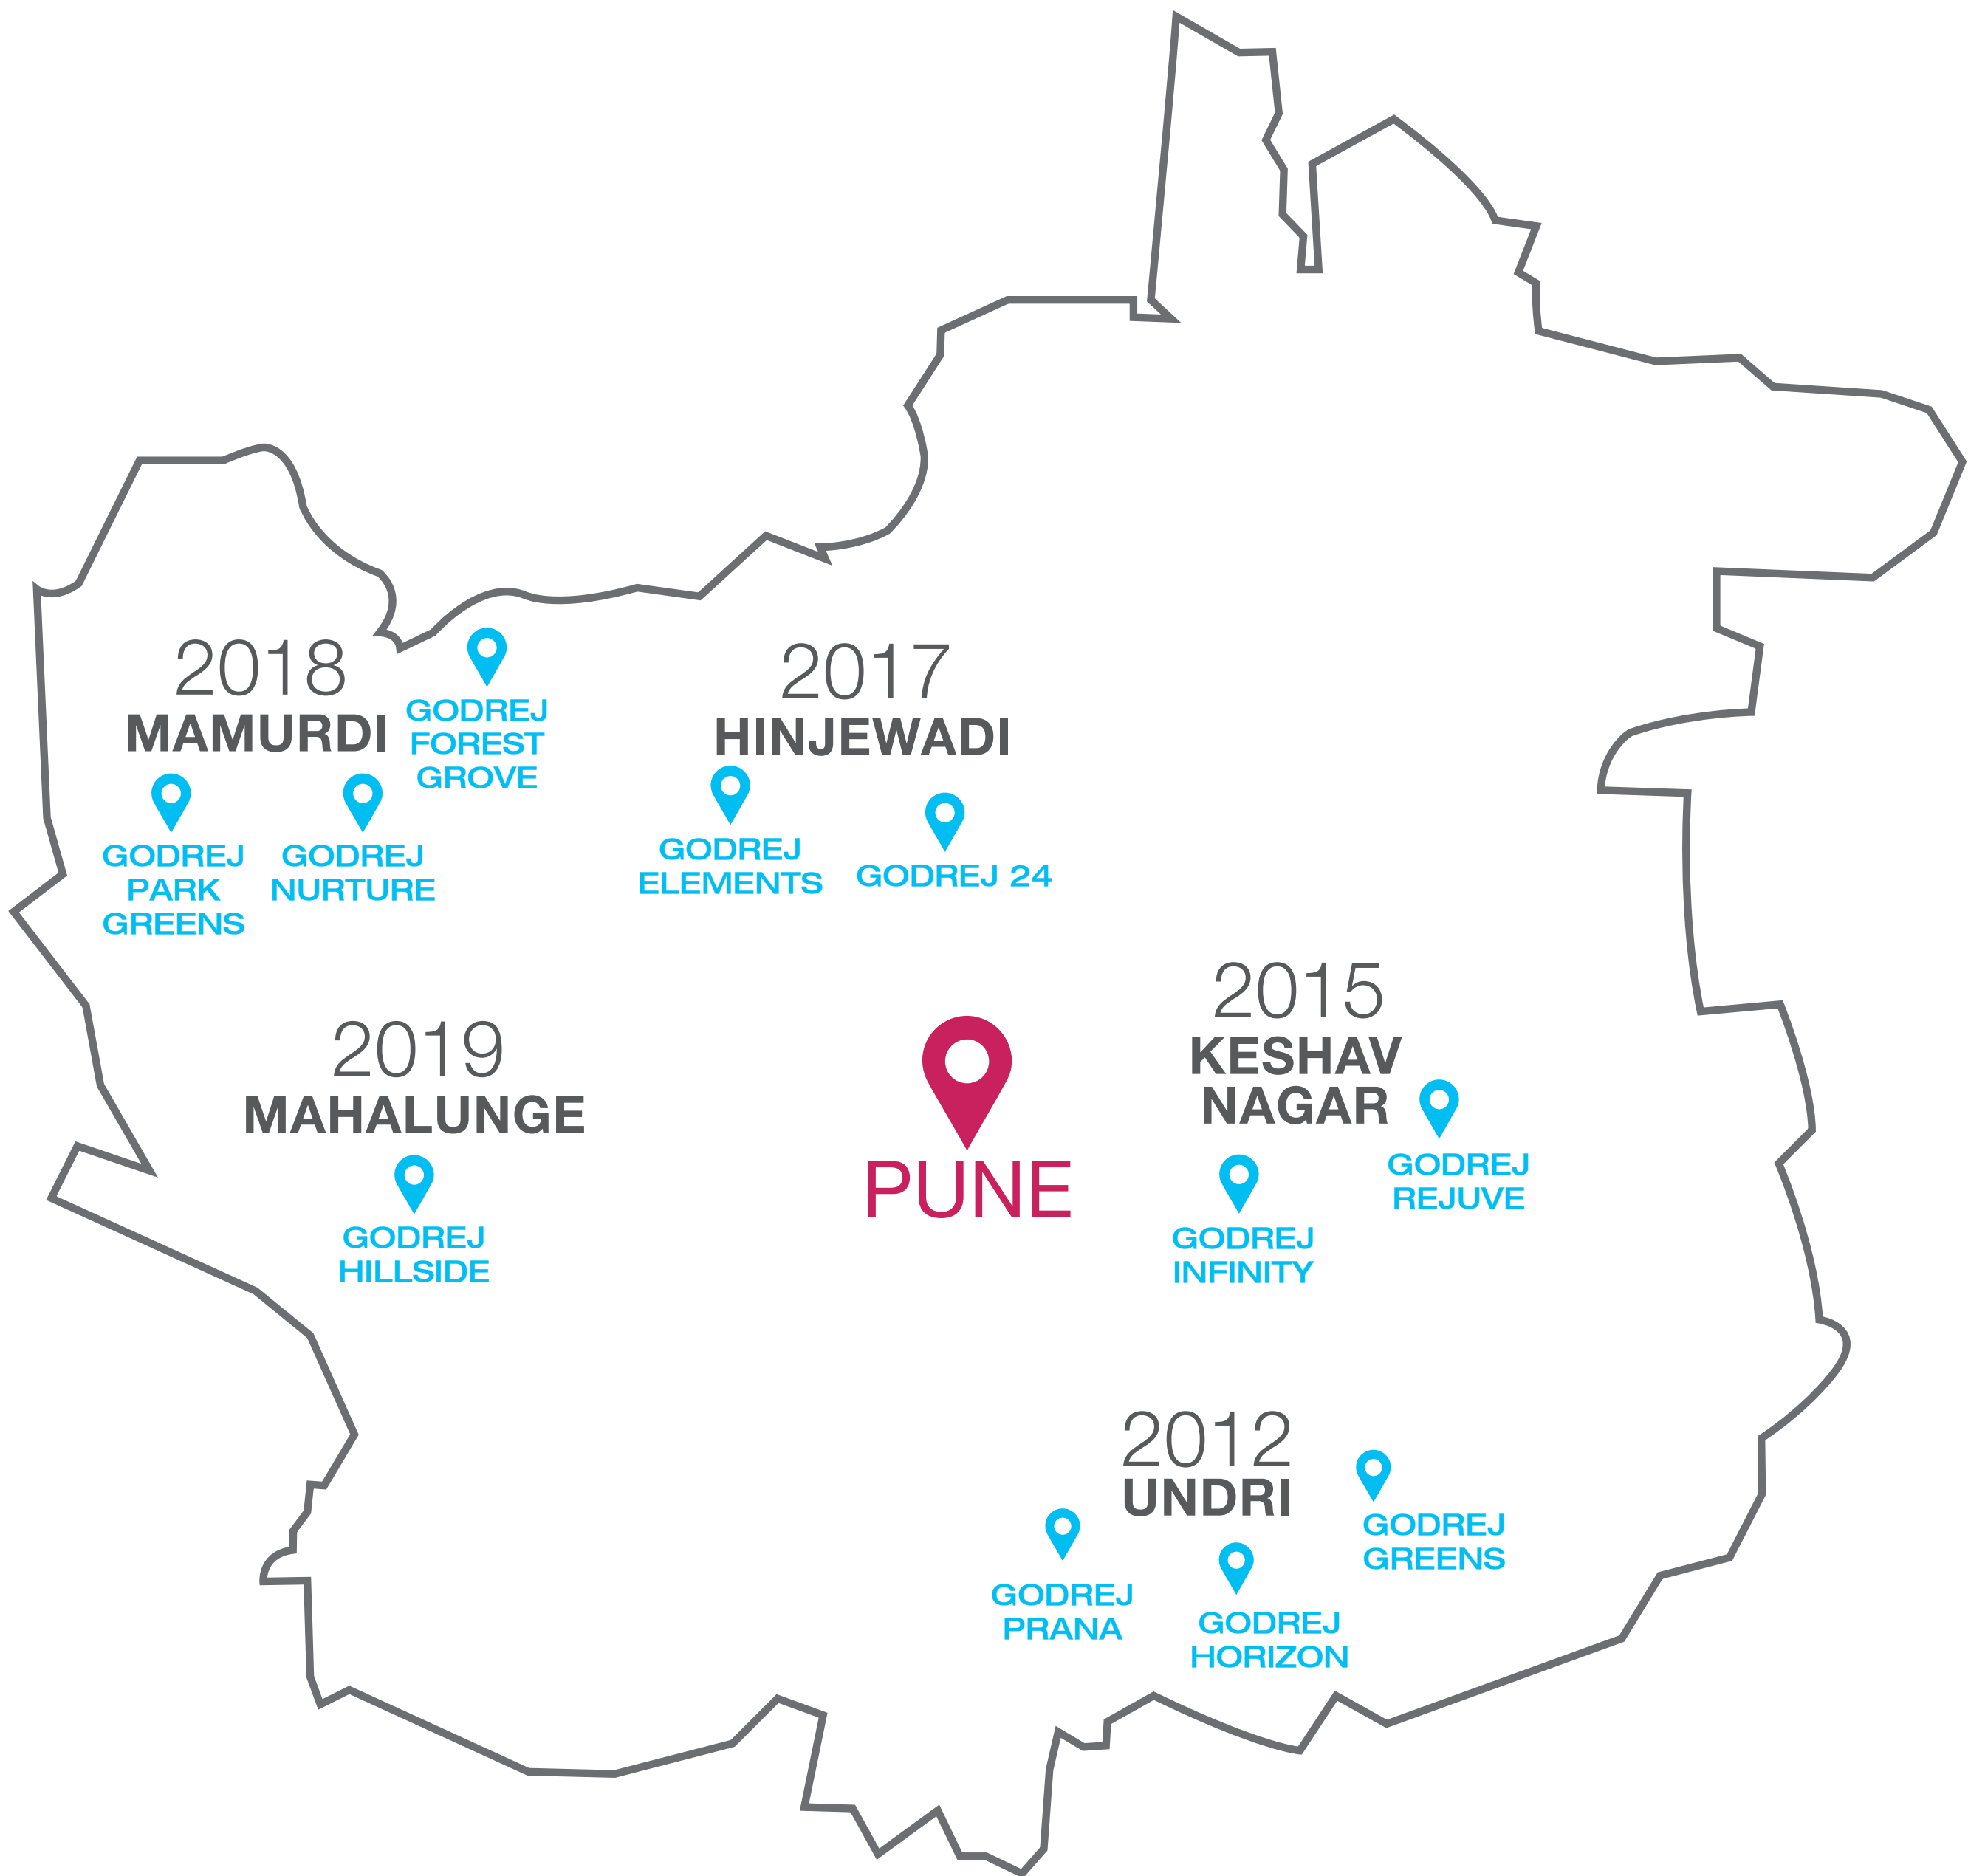 2018
MAMURDI
GODREJ
FOREST
GROVE
GODREJ
PARK
GREENS
GODREJ
NURTURE
2017
HINJEWADI
GODREJ
ELEMENTS
GODREJ 24
2019
MAHALUNGE
GODREJ
HILLSIDE
PUNE
2015
KESHAV
NAGAR
GODREJ
REJUVE
GODREJ
INFINITY
2012
UNDRI
GODREJ
GREENS
GODREJ
PRANA
GODREJ
HORIZON